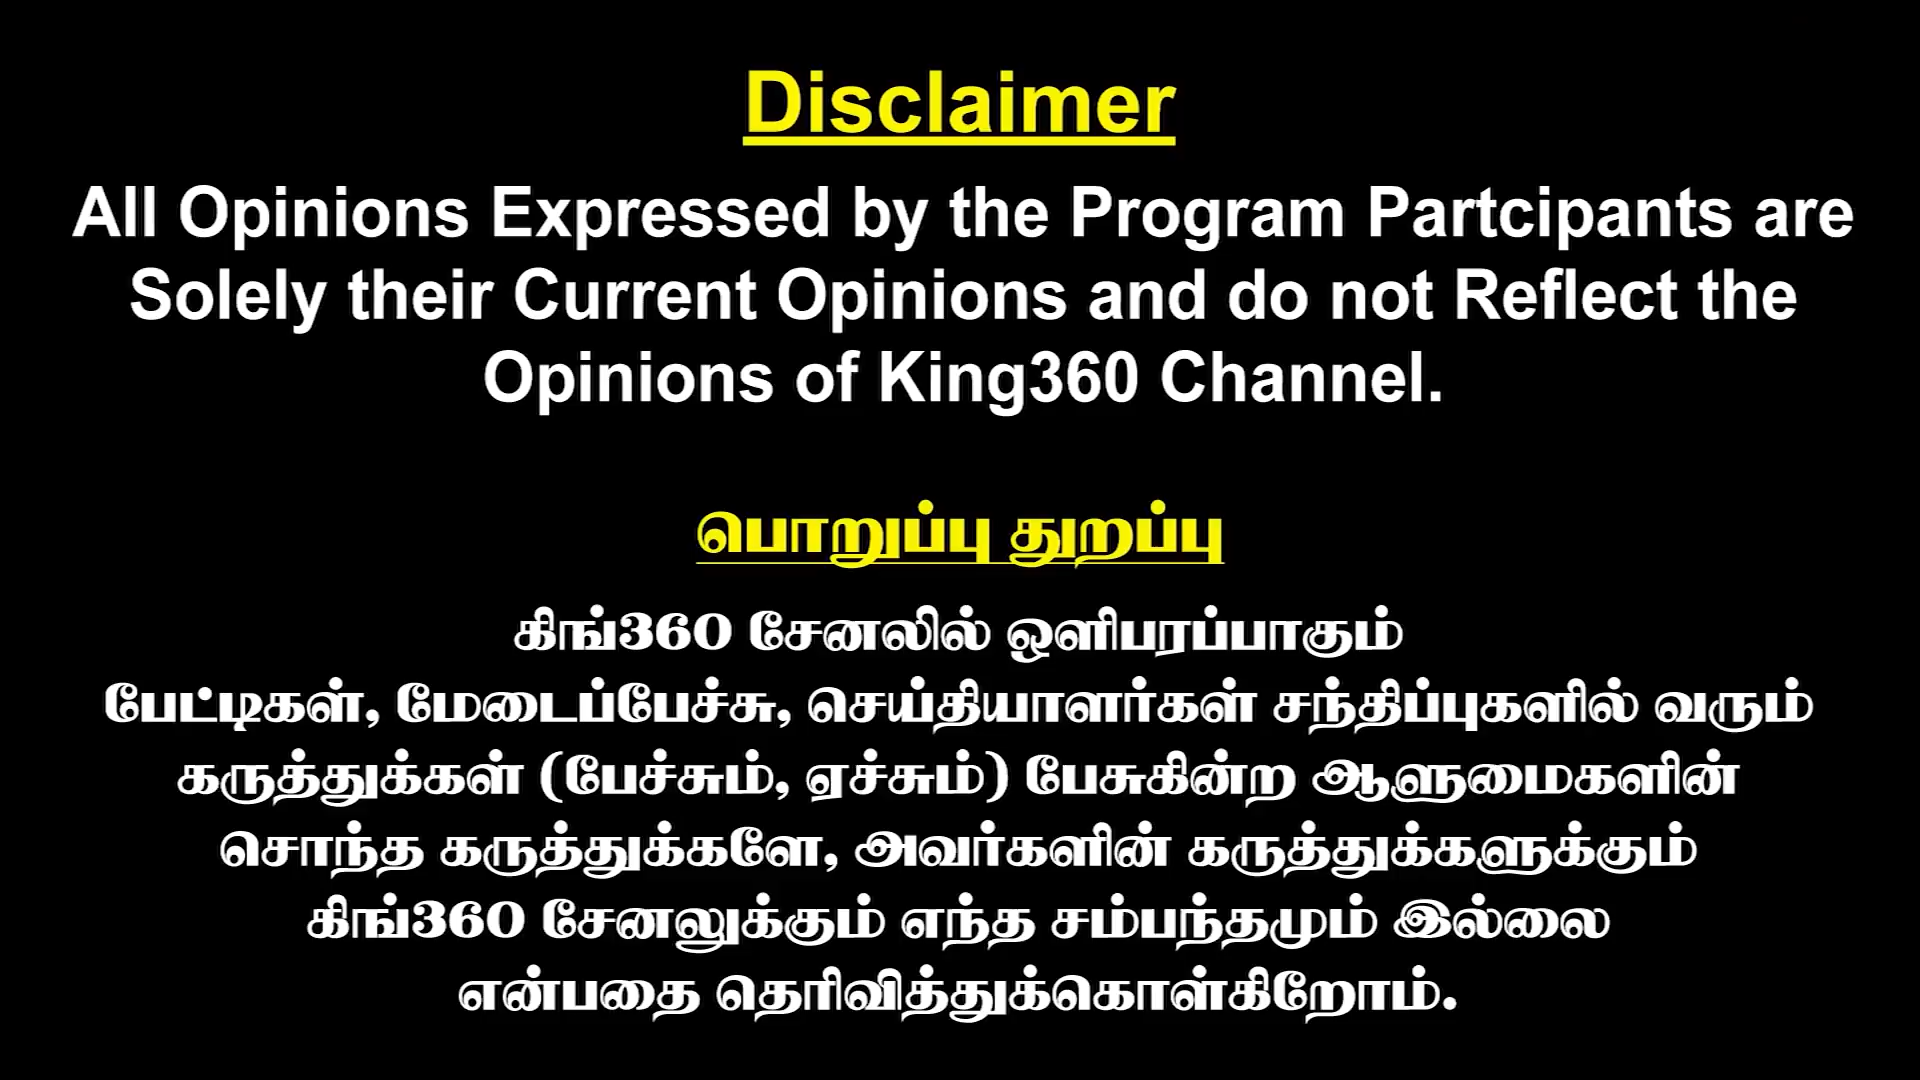 Disclaimer
All Opinions Expressed by the Program Partcipants are
Solely their Current Opinions and do not Reflect the
Opinions of King360 Channel.
பொறுப்பு துறப்பு
கிங்360 சேனலில் ஒளிபரப்பாகும்
பேட்டிகள், மேடைப்பேச்சு, செய்தியாளர்கள் சந்திப்புகளில் வரும்
கருத்துக்கள் (பேச்சும், ஏச்சும்) பேசுகின்ற ஆளுமைகளின்
சொந்த கருத்துக்களே, அவர்களின் கருத்துக்களுக்கும்
கிங்360 சேனலுக்கும் எந்த சம்பந்தமும் இல்லை
என்பதை தெரிவித்துக்கொள்கிறோம்.